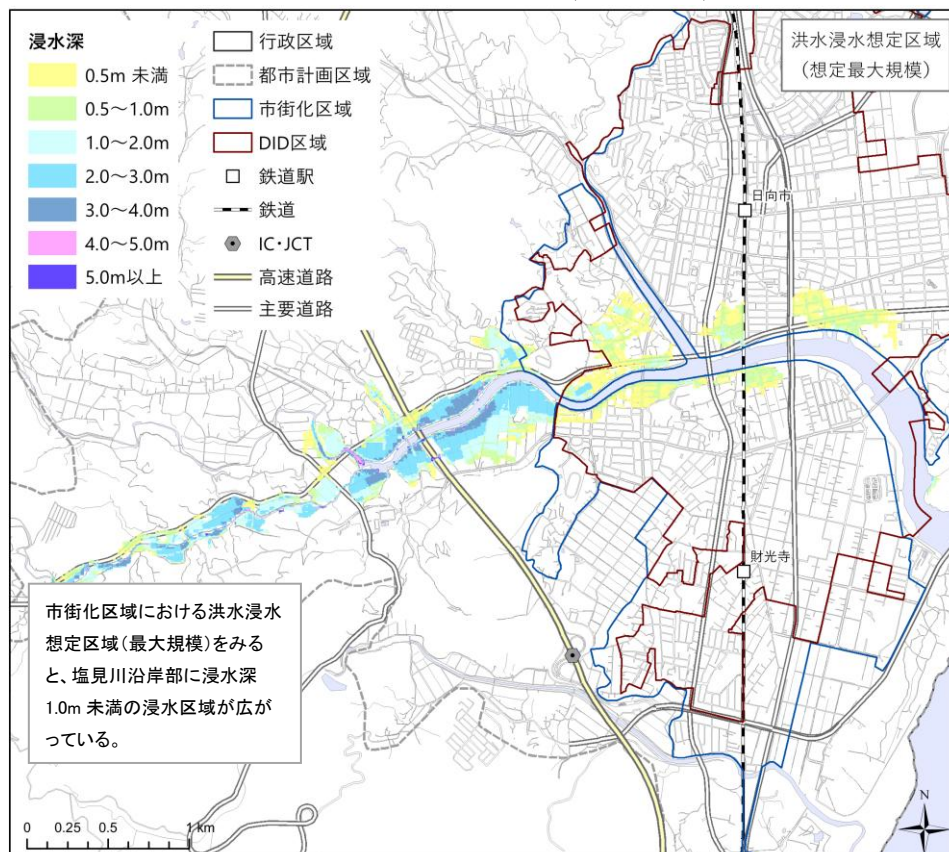 洪水浸水想定区域
（想定最大規模）
浸水深
0.5m 未満
0.5～1.0m
1.0～2.0m
2.0～3.0m
3.0～4.0m
4.0～5.0m
5.0m以上
行政区域
都市計画区域
市街化区域
DID区域
鉄道駅
鉄道
IC・JCT
高速道路
主要道路
日向市
財光寺
市街化区域における洪水浸水
想定区域（最大規模）をみる
と、塩見川沿岸部に浸水深
1.0m 未満の浸水区域が広が
っている。
0 0.25 0.5 1 km
N